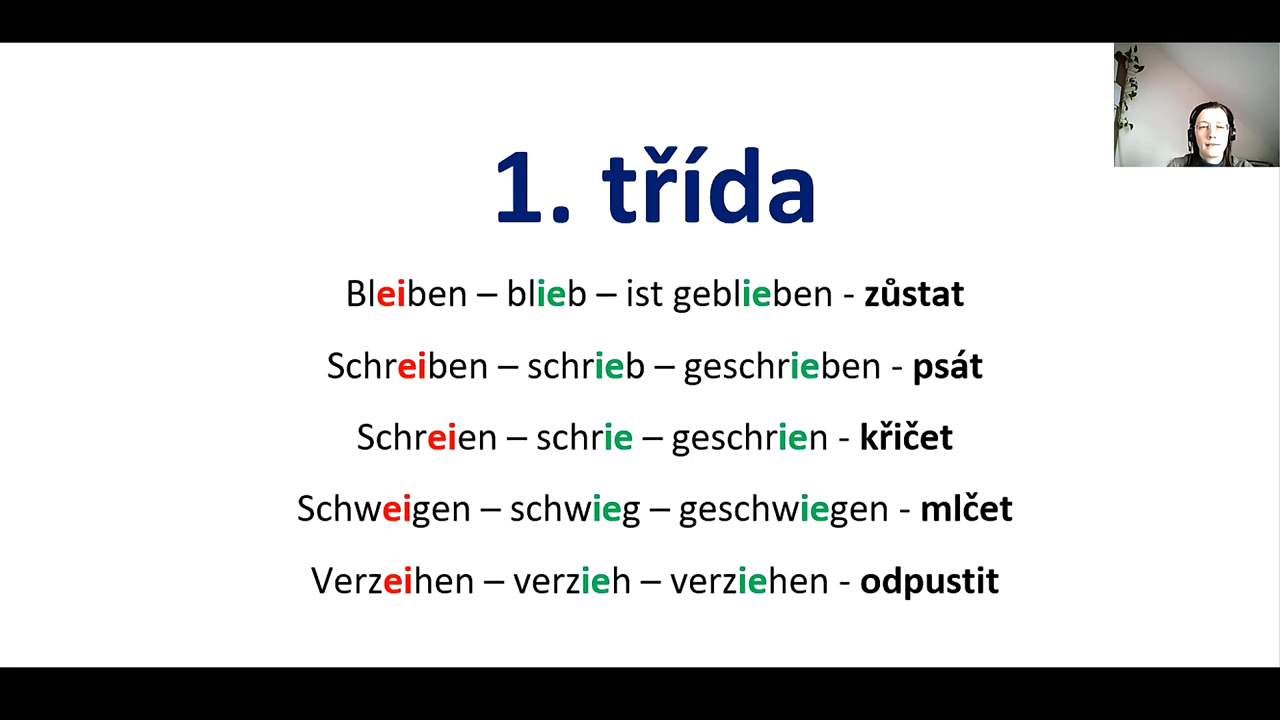 1. třída
Bleiben – blieb – ist geblieben - zůstat
Schreiben – schrieb – geschrieben - psát
Schreien – schrie – geschrien - křičet
Schweigen – schwieg – geschwiegen - mlčet
Verzeihen – verzieh – verziehen - odpustit